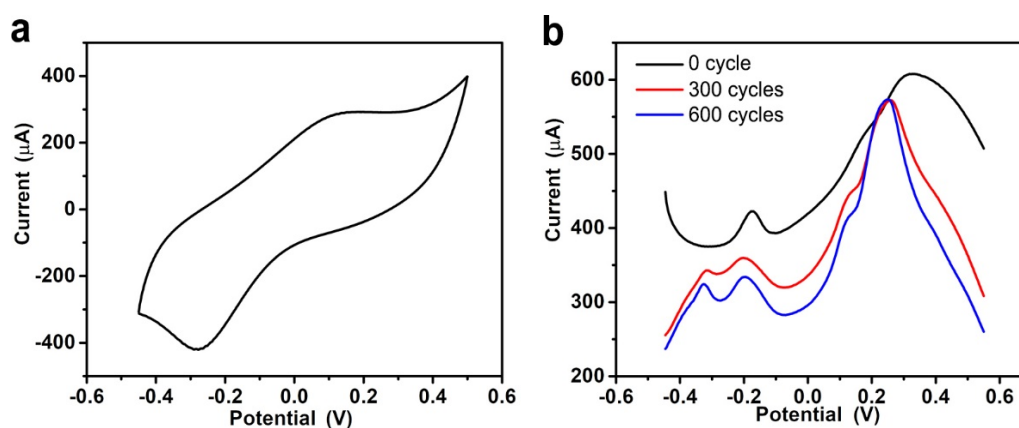 a
400
200
0
-200
-400
Current (μA)
-0.6 -0.4 -0.2 0.0 0.2 0.4 0.6
Potential (V)
b
0 cycle
300 cycles
600 cycles
600
500
400
300
200
Current (μA)
-0.6 -0.4 -0.2 0.0 0.2 0.4 0.6
Potential (V)